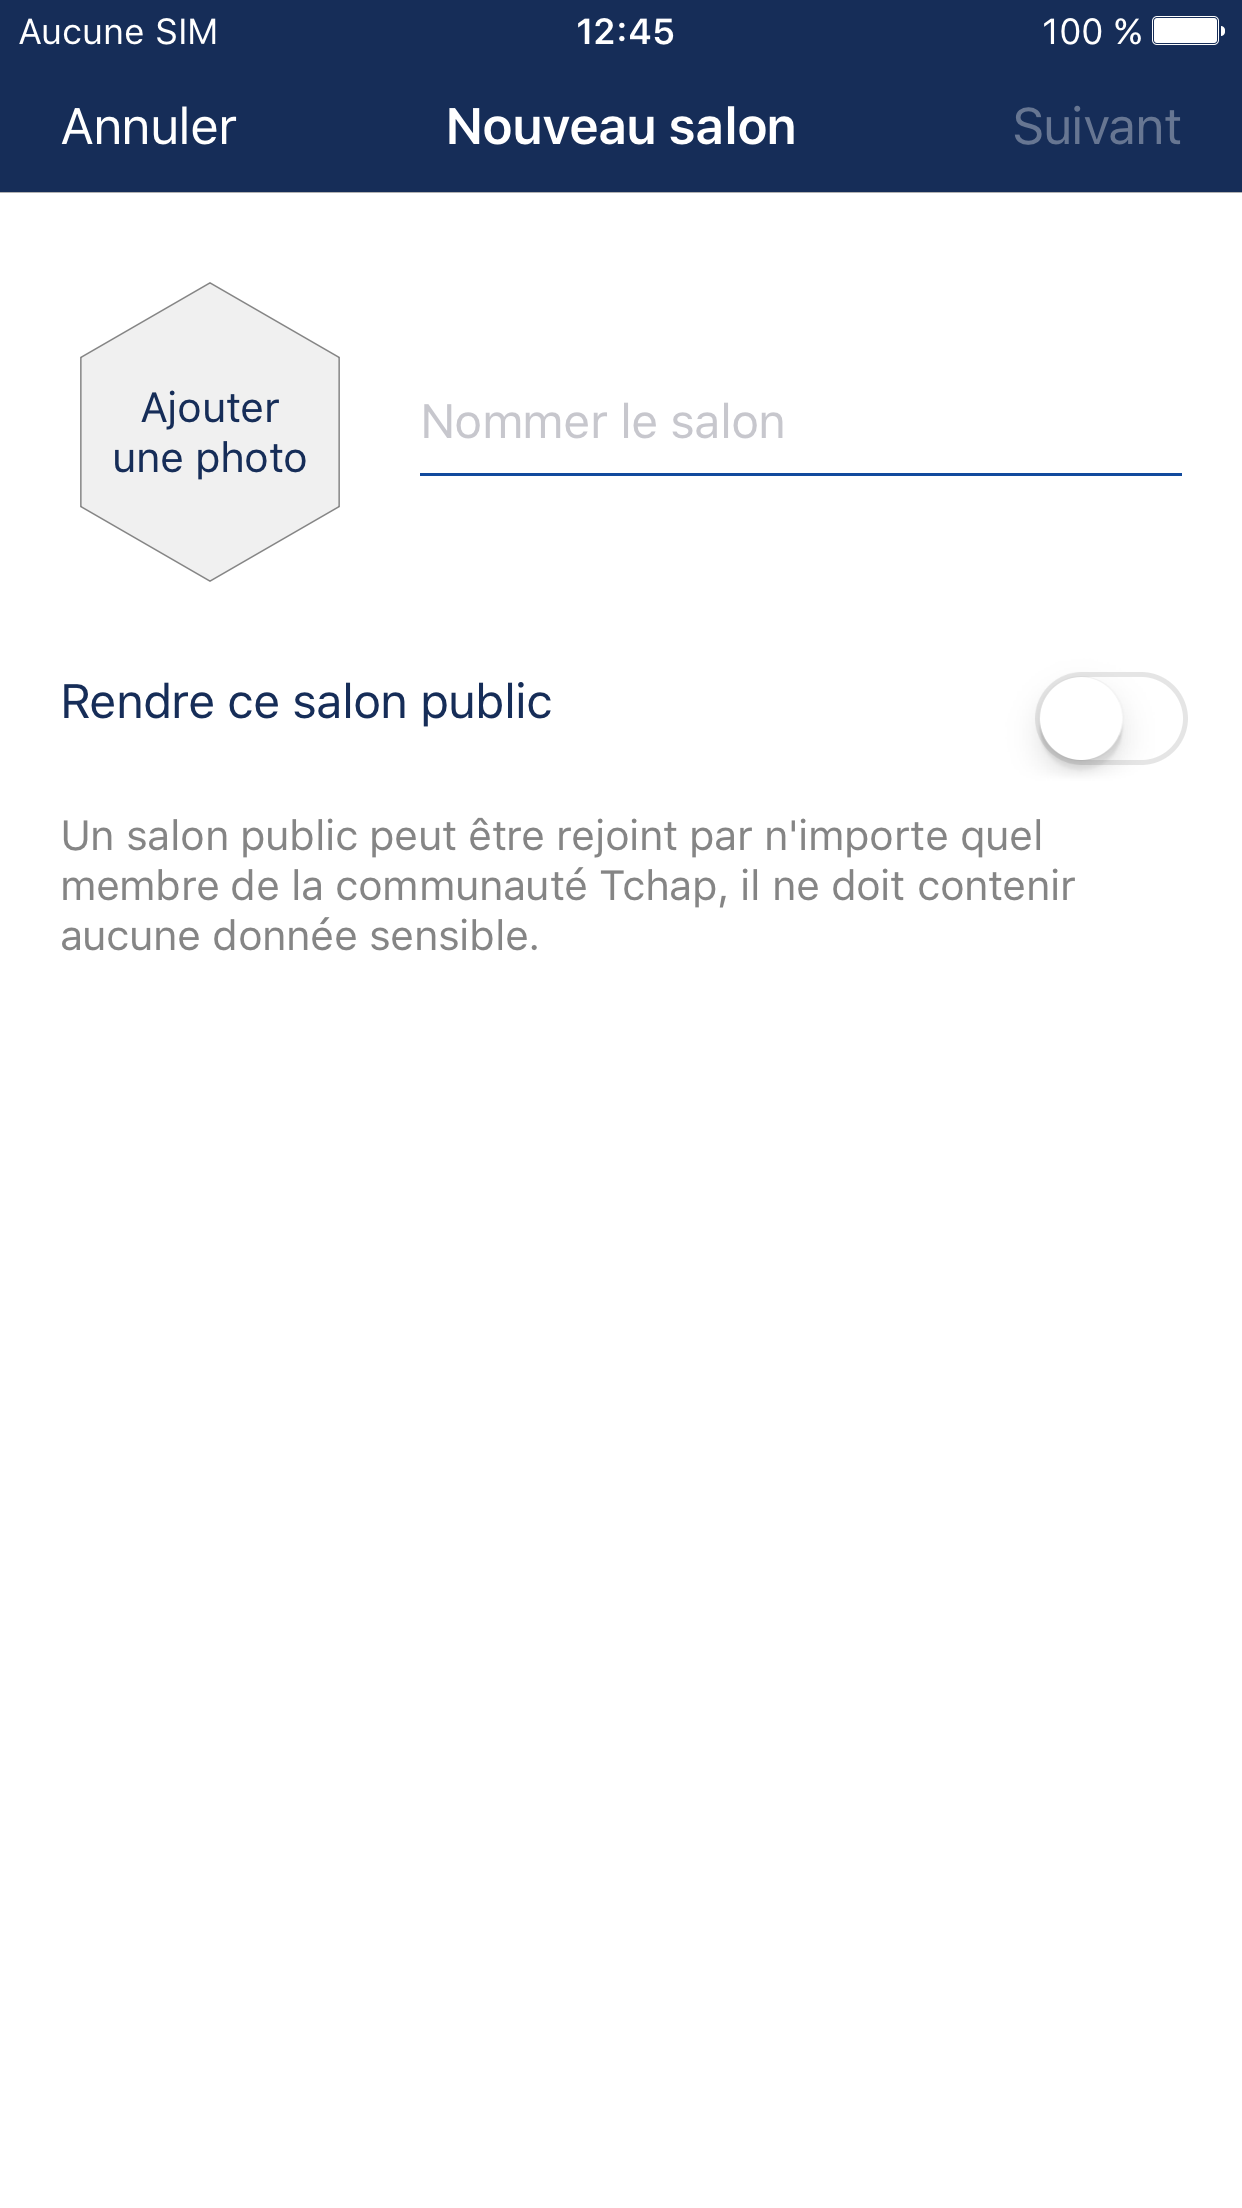 Aucune SIM 12:45 100 %
Annuler Nouveau salon Suivant
Ajouter
une photo
Nommer le salon
Rendre ce salon public
Un salon public peut être rejoint par n'importe quel
membre de la communauté Tchap, il ne doit contenir
aucune donnée sensible.